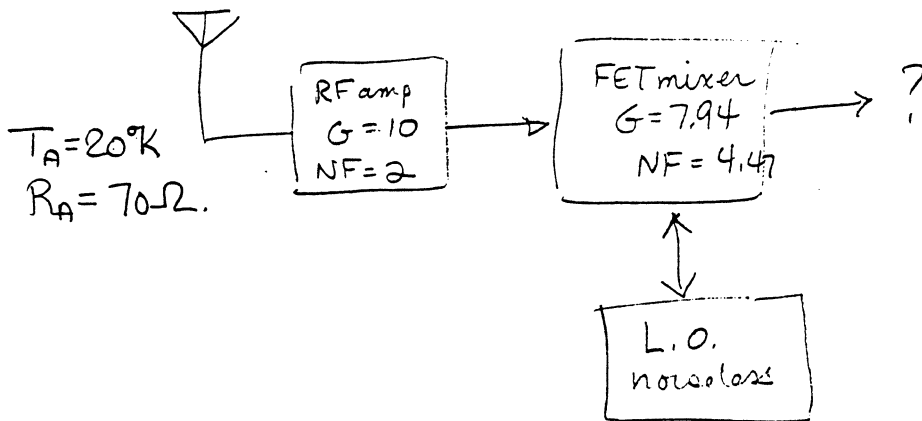 RF amp
G = 10
NF = 2
FET mixer
G = 7.94
NF = 4.47
?
T_A = 20°K
R_A = 70Ω.
L.O.
noiseless